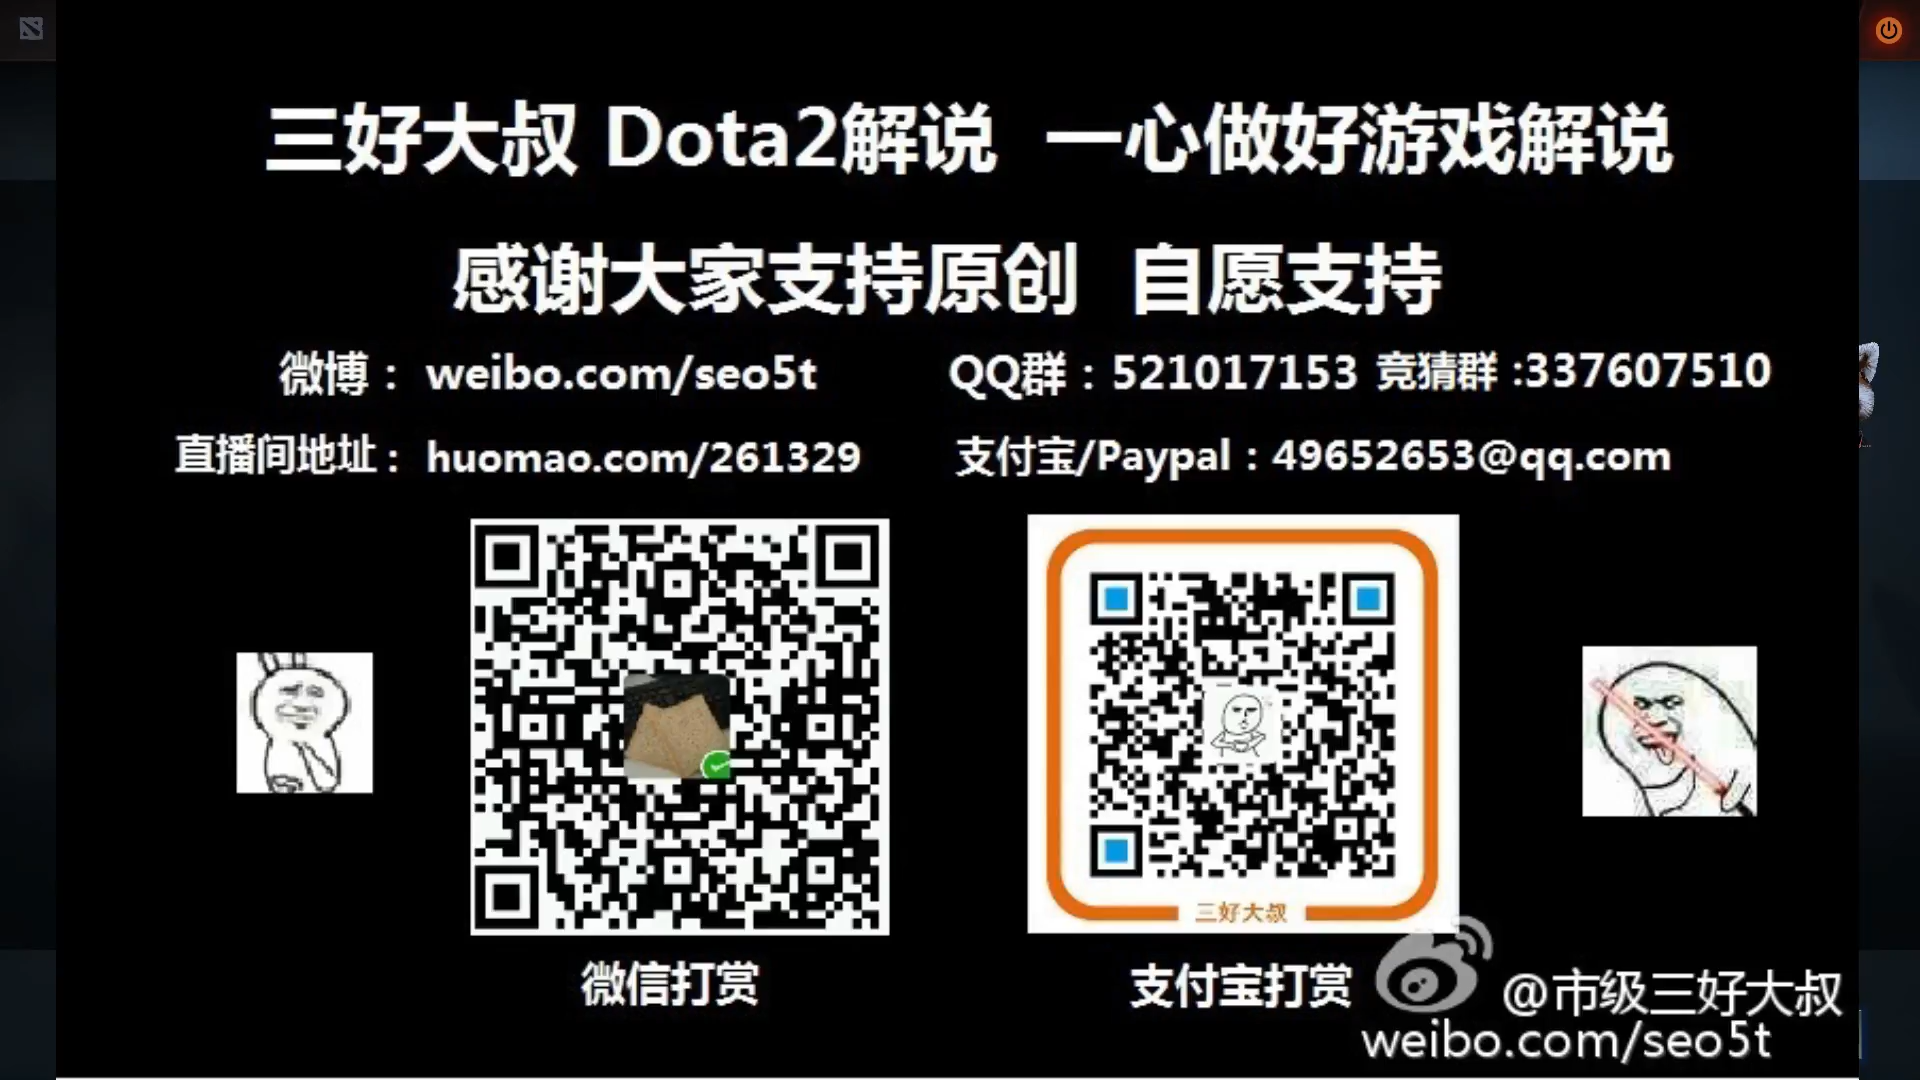 三好大叔 Dota2解说 一心做好游戏解说
感谢大家支持原创 自愿支持
微博： weibo.com/seo5t
QQ群：521017153 竞猜群 :337607510
直播间地址： huomao.com/261329
支付宝/Paypal：49652653@qq.com
三好大叔
微信打赏
支付宝打赏
@市级三好大叔
weibo.com/seo5t